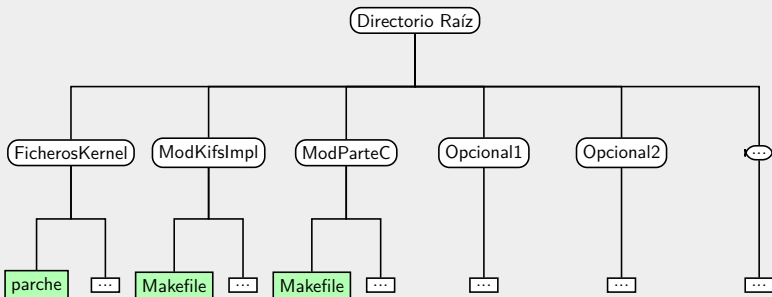 Directorio Raíz
FicherosKernel
ModKifsImpl
ModParteC
Opcional1
Opcional2
...
parche
...
Makefile
...
Makefile
...
...
...
...